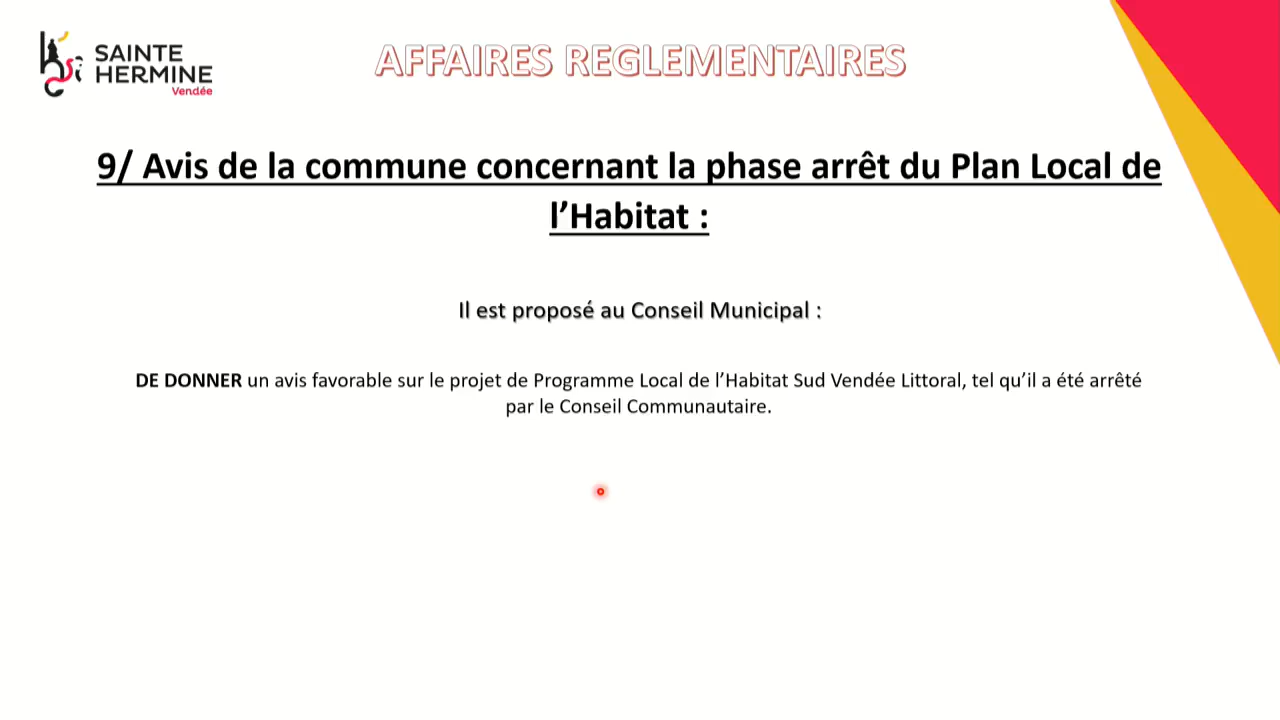 SAINTE
HERMINE
Vendée
AFFAIRES REGLEMENTAIRES
9/ Avis de la commune concernant la phase arrêt du Plan Local de
l’Habitat :
Il est proposé au Conseil Municipal :
DE DONNER un avis favorable sur le projet de Programme Local de l’Habitat Sud Vendée Littoral, tel qu’il a été arrêté
par le Conseil Communautaire.